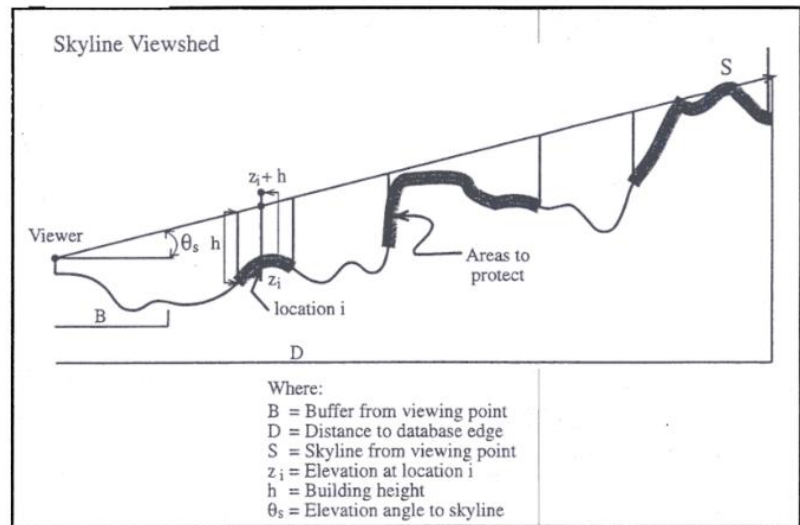 Skyline Viewshed
S
zᵢ + h
Viewer
θₛ
h
Areas to
protect
zᵢ
location i
B
D
Where:
B = Buffer from viewing point
D = Distance to database edge
S = Skyline from viewing point
zᵢ = Elevation at location i
h = Building height
θₛ = Elevation angle to skyline